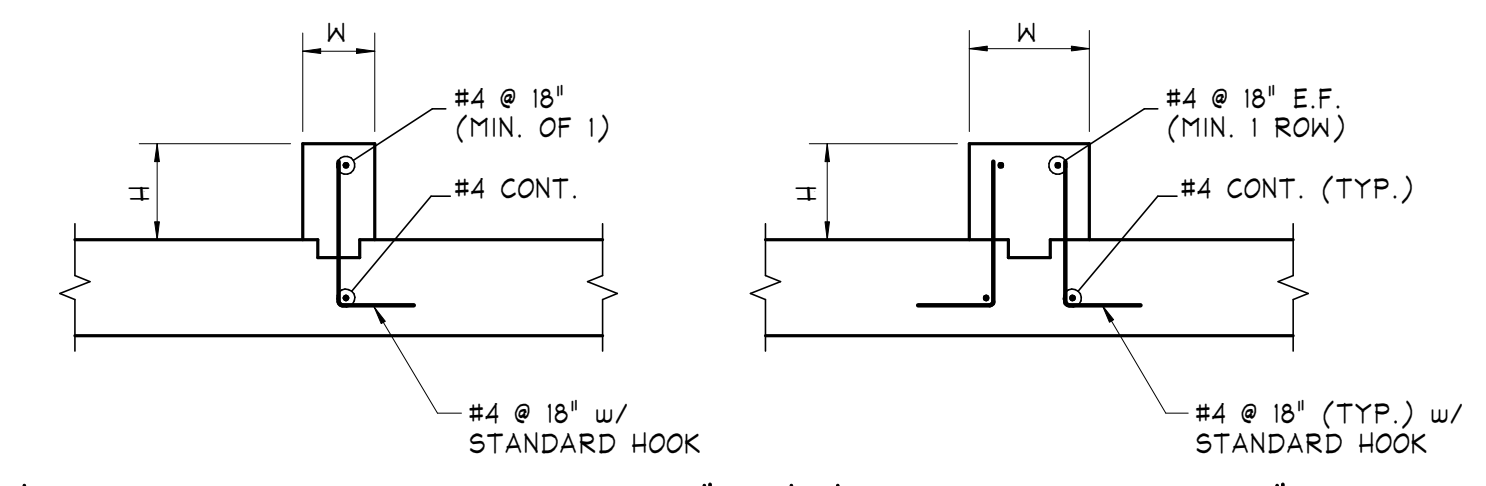 W
#4 @ 18"
(MIN. OF 1)
H
#4 CONT.
#4 @ 18" w/
STANDARD HOOK
W
#4 @ 18" E.F.
(MIN. 1 ROW)
H
#4 CONT. (TYP.)
#4 @ 18" (TYP.) w/
STANDARD HOOK